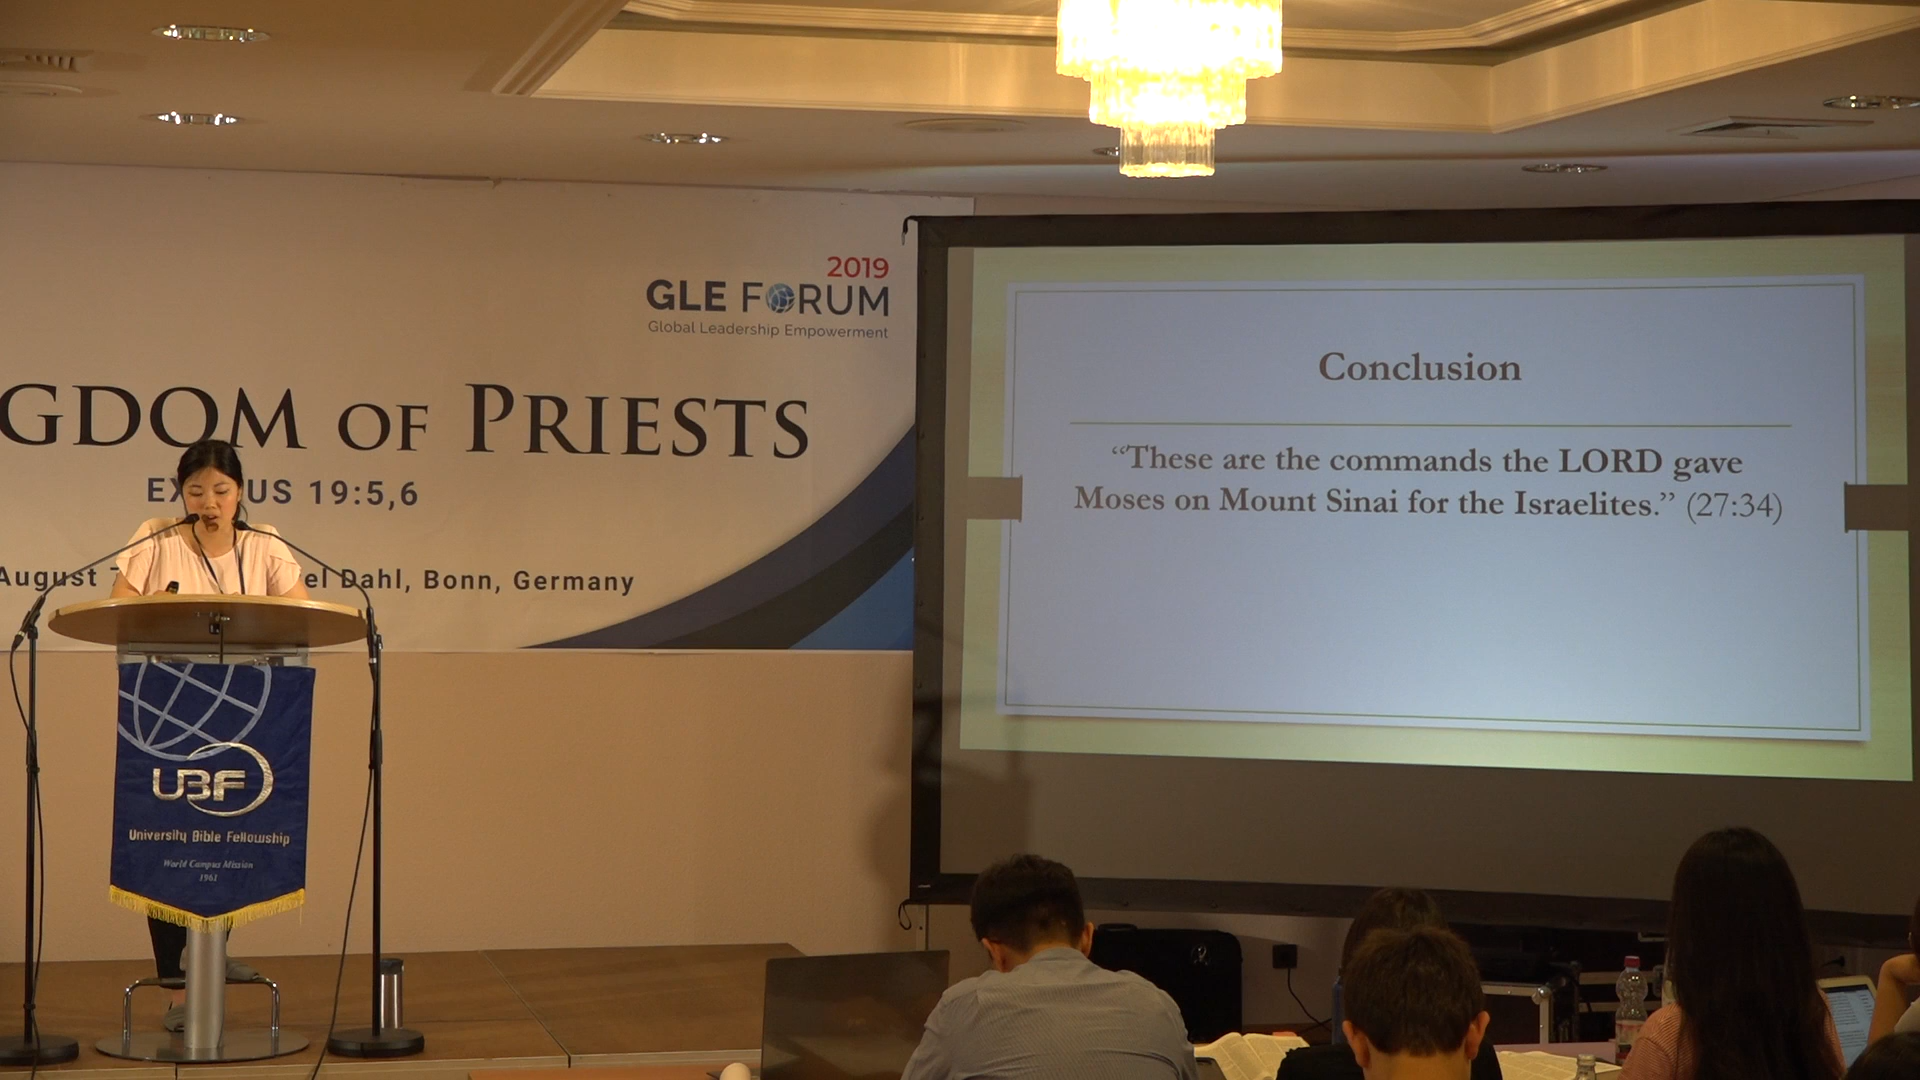 2019
GLE FORUM
Global Leadership Empowerment
GDOM OF PRIESTS
US 19:5,6
August
Dahl, Bonn, Germany
UBF
University Bible Fellowship
World Campus Mission
1961
Conclusion
“These are the commands the LORD gave
Moses on Mount Sinai for the Israelites.” (27:34)